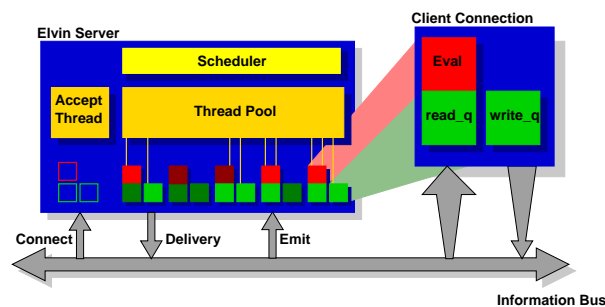 Elvin Server
Client Connection
Scheduler
Eval
Accept
Thread
Thread Pool
read_q
write_q
Connect
Delivery
Emit
Information Bus